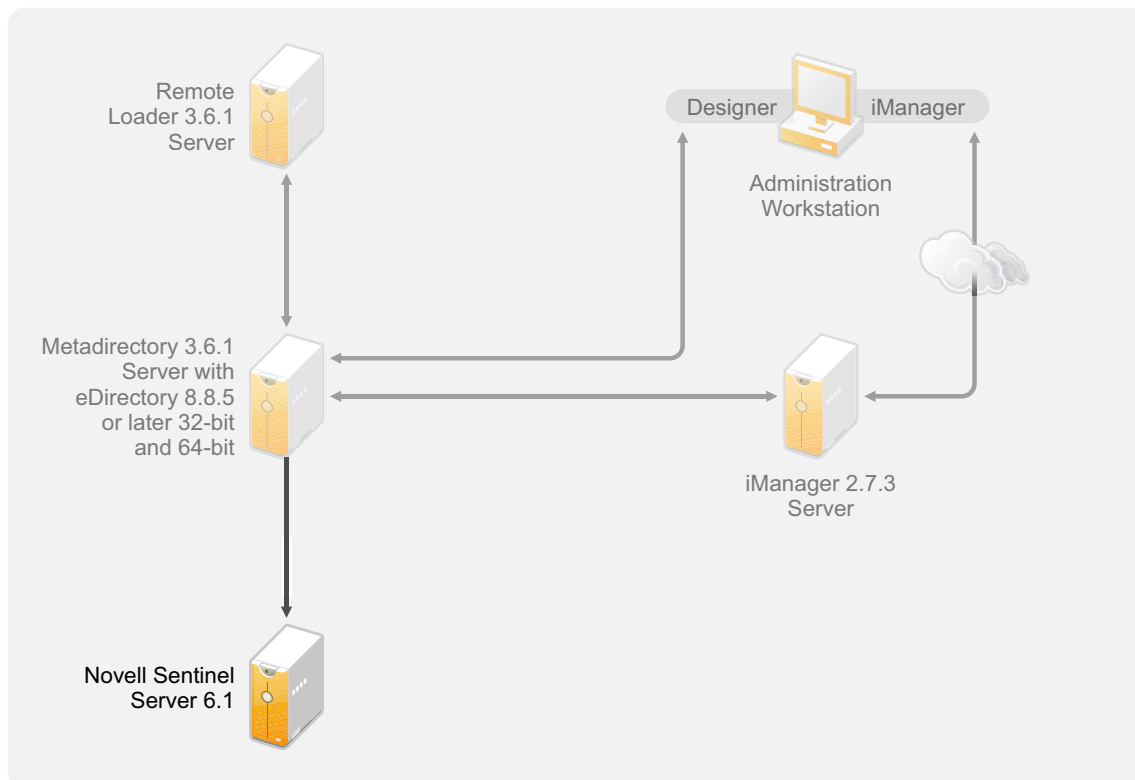 Remote
Loader 3.6.1
Server
Designer
iManager
Administration
Workstation
Metadirectory 3.6.1
Server with
eDirectory 8.8.5
or later 32-bit
and 64-bit
iManager 2.7.3
Server
Novell Sentinel
Server 6.1